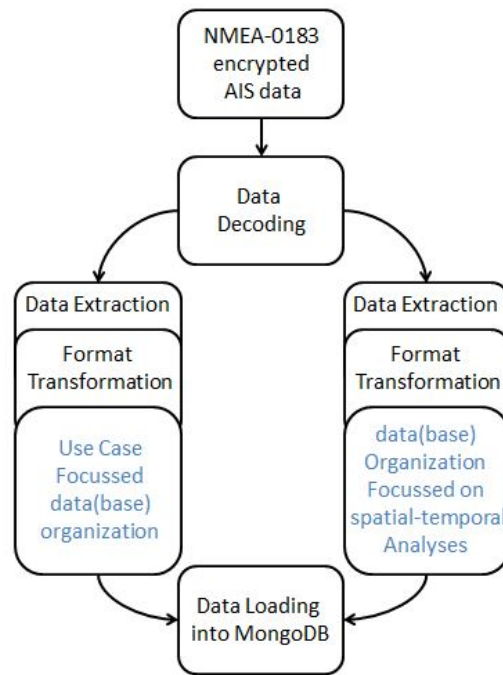 NMEA-0183
encrypted
AIS data
Data
Decoding
Data Extraction
Format
Transformation
Use Case
Focussed
data(base)
organization
Data Extraction
Format
Transformation
data(base)
Organization
Focussed on
spatial-temporal
Analyses
Data Loading
into MongoDB